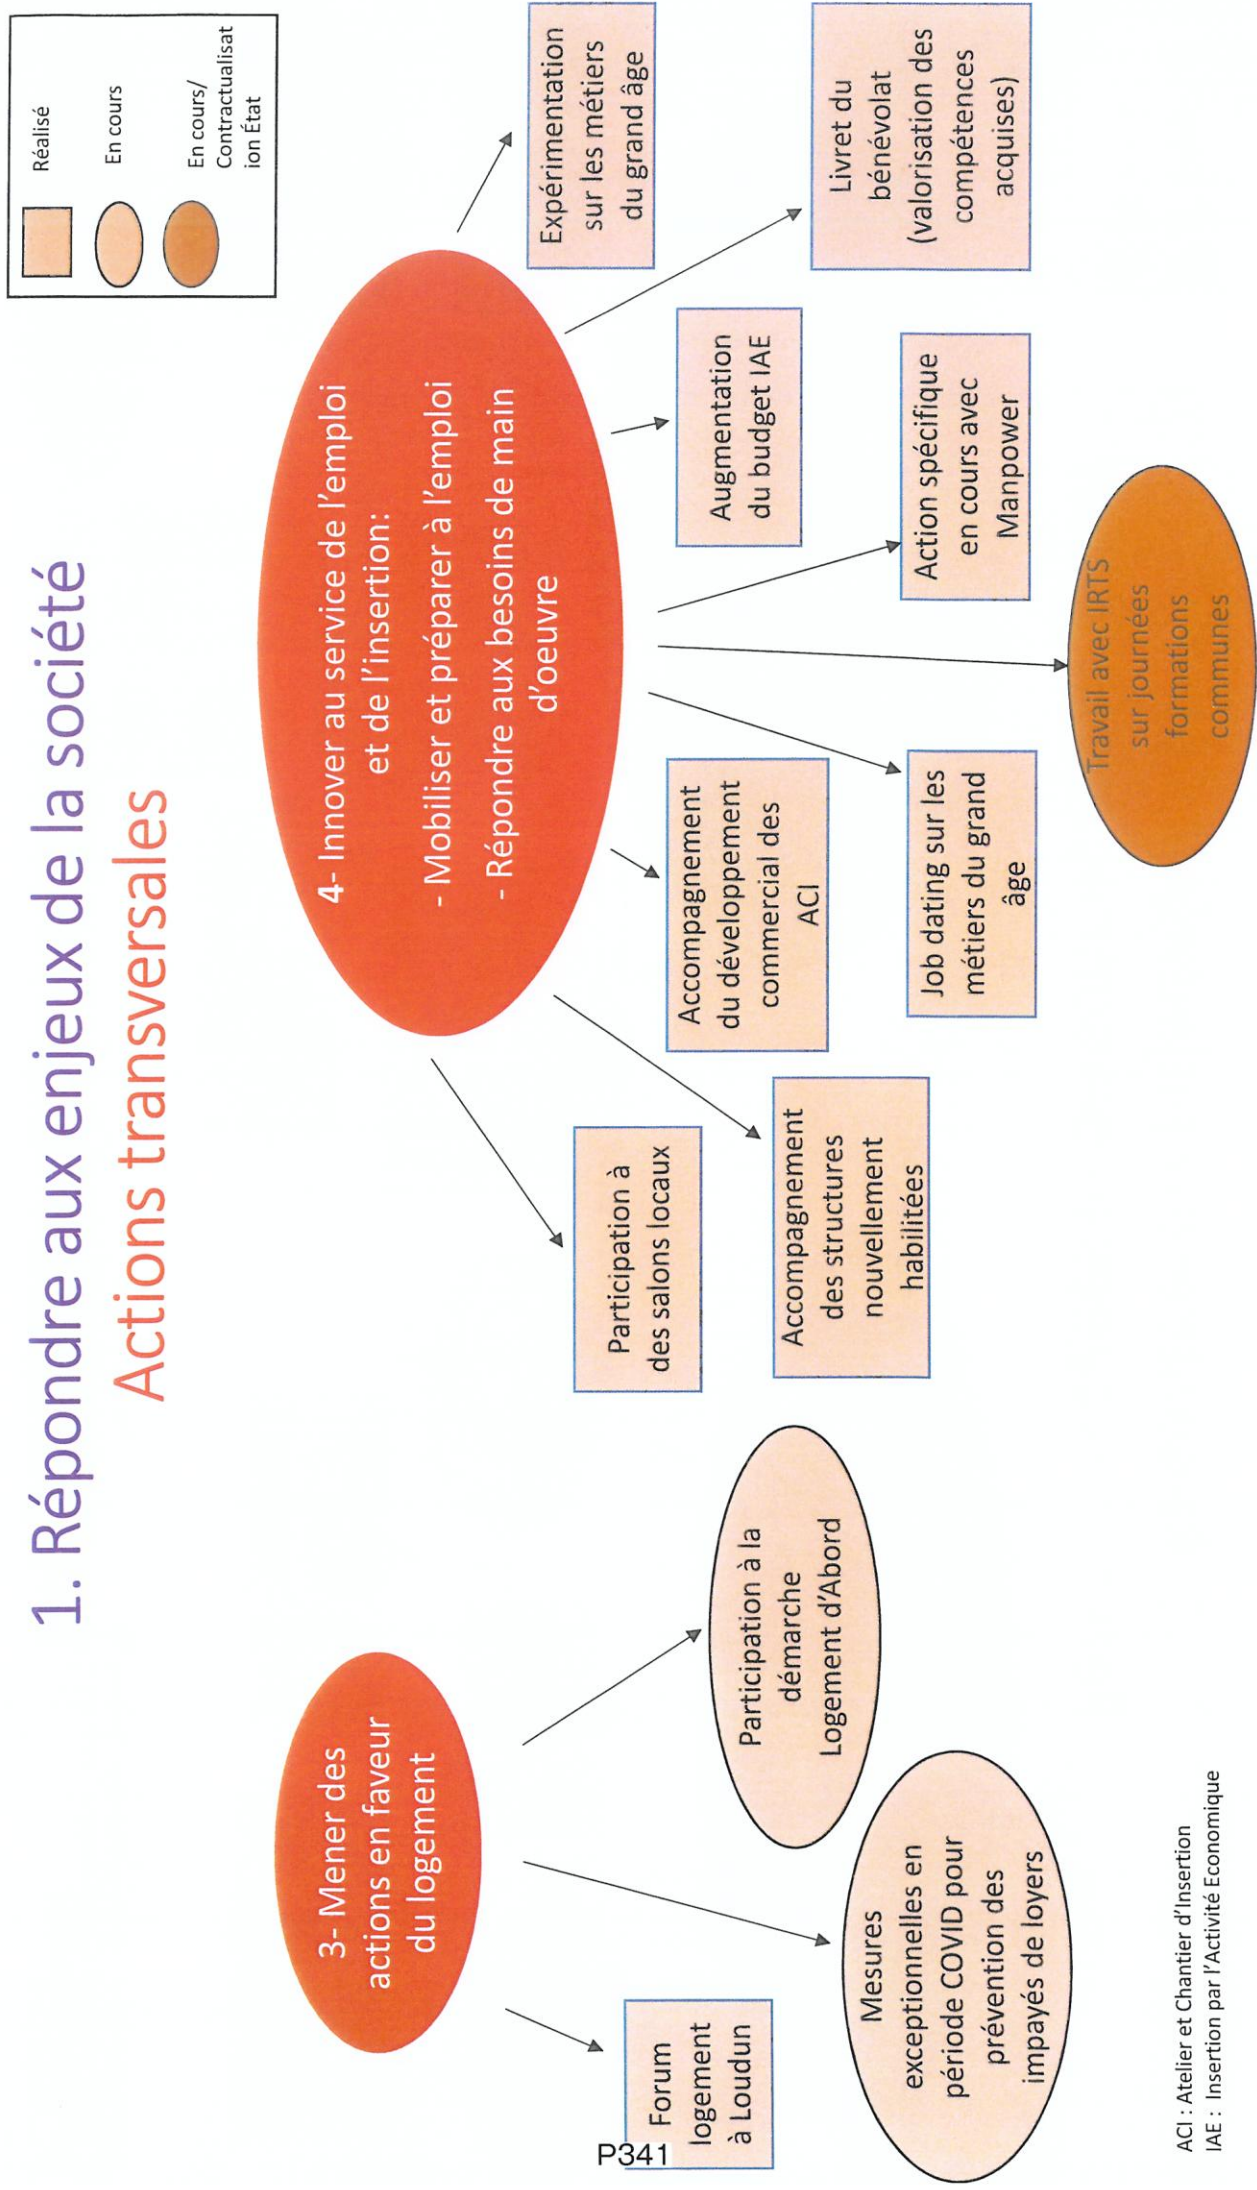 1. Répondre aux enjeux de la société
Actions transversales
Réalisé
En cours
En cours/
Contractualisat
ion État
3- Mener des
actions en faveur
du logement
Forum
logement
à Loudun
Mesures
exceptionnelles en
période COVID pour
prévention des
impayés de loyers
Participation à la
démarche
Logement d'Abord
4- Innover au service de l'emploi
et de l'insertion:
- Mobiliser et préparer à l'emploi
- Répondre aux besoins de main
d'oeuvre
Participation à
des salons locaux
Accompagnement
des structures
nouvellement
habilitées
Accompagnement
du développement
commercial des
ACI
Job dating sur les
métiers du grand
âge
Travail avec IRTS
sur journées
formations
communes
Action spécifique
en cours avec
Manpower
Augmentation
du budget IAE
Livret du
bénévolat
(valorisation des
compétences
acquises)
Expérimentation
sur les métiers
du grand âge
ACI : Atelier et Chantier d'Insertion
IAE : Insertion par l'Activité Economique
P341